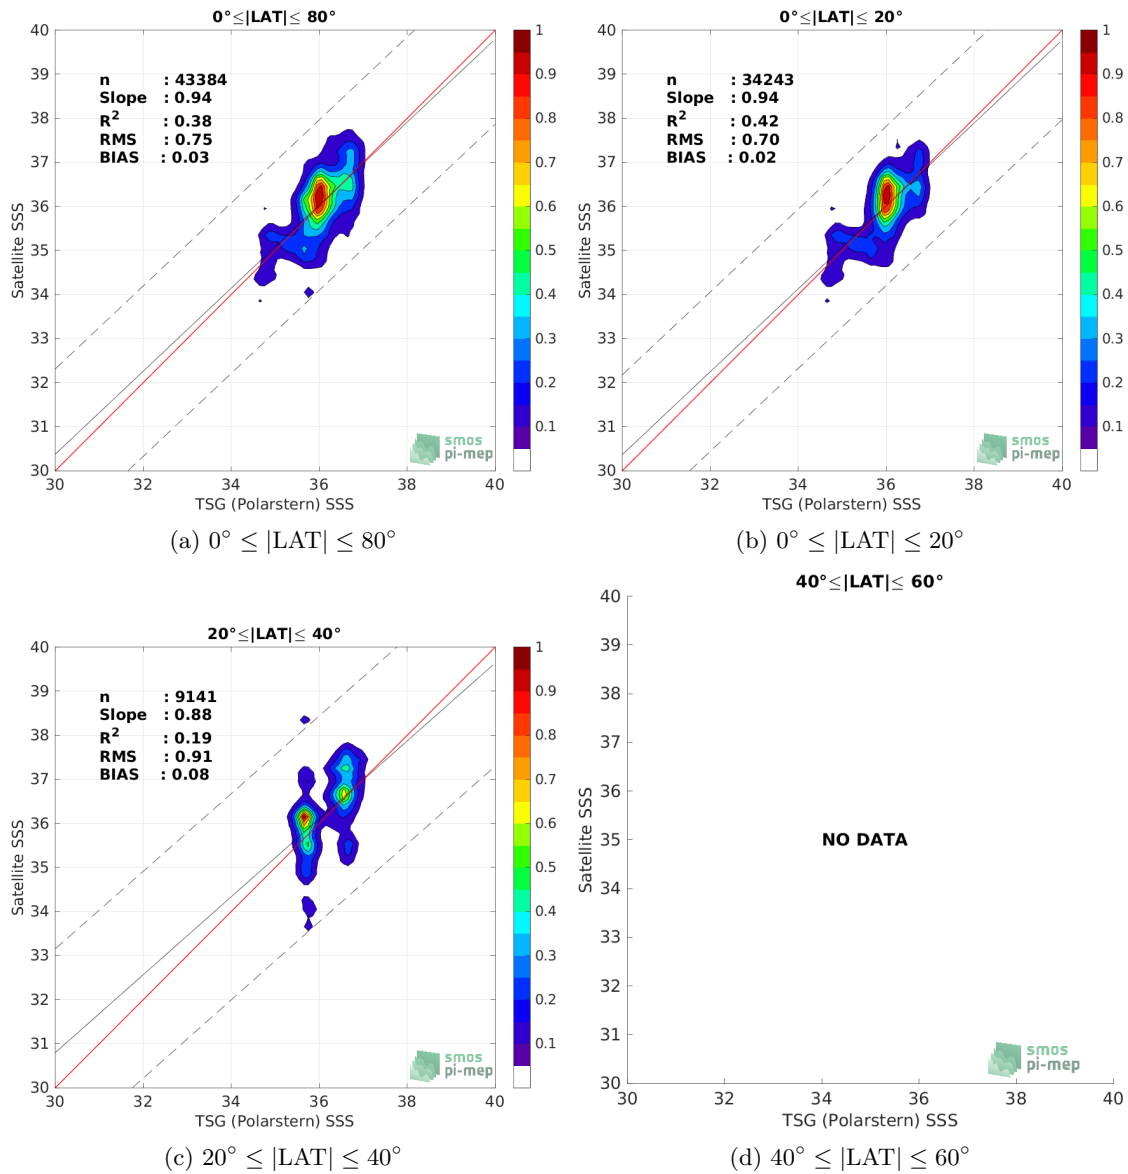 0°≤|LAT|≤ 80°
40
39
38
37
36
35
34
33
32
31
30
Satellite SSS
n : 43384
Slope : 0.94
R2 : 0.38
RMS : 0.75
BIAS : 0.03
smos
pi-mep
30 32 34 36 38 40
TSG (Polarstern) SSS
1
0.9
0.8
0.7
0.6
0.5
0.4
0.3
0.2
0.1
(a) 0° ≤ |LAT| ≤ 80°
0°≤|LAT|≤ 20°
40
39
38
37
36
35
34
33
32
31
30
Satellite SSS
n : 34243
Slope : 0.94
R2 : 0.42
RMS : 0.70
BIAS : 0.02
smos
pi-mep
30 32 34 36 38 40
TSG (Polarstern) SSS
1
0.9
0.8
0.7
0.6
0.5
0.4
0.3
0.2
0.1
(b) 0° ≤ |LAT| ≤ 20°
20°≤|LAT|≤ 40°
40
39
38
37
36
35
34
33
32
31
30
Satellite SSS
n : 9141
Slope : 0.88
R2 : 0.19
RMS : 0.91
BIAS : 0.08
smos
pi-mep
30 32 34 36 38 40
TSG (Polarstern) SSS
1
0.9
0.8
0.7
0.6
0.5
0.4
0.3
0.2
0.1
(c) 20° ≤ |LAT| ≤ 40°
40°≤|LAT|≤ 60°
40
39
38
37
36
35
34
33
32
31
30
Satellite SSS
NO DATA
smos
pi-mep
30 32 34 36 38 40
TSG (Polarstern) SSS
(d) 40° ≤ |LAT| ≤ 60°